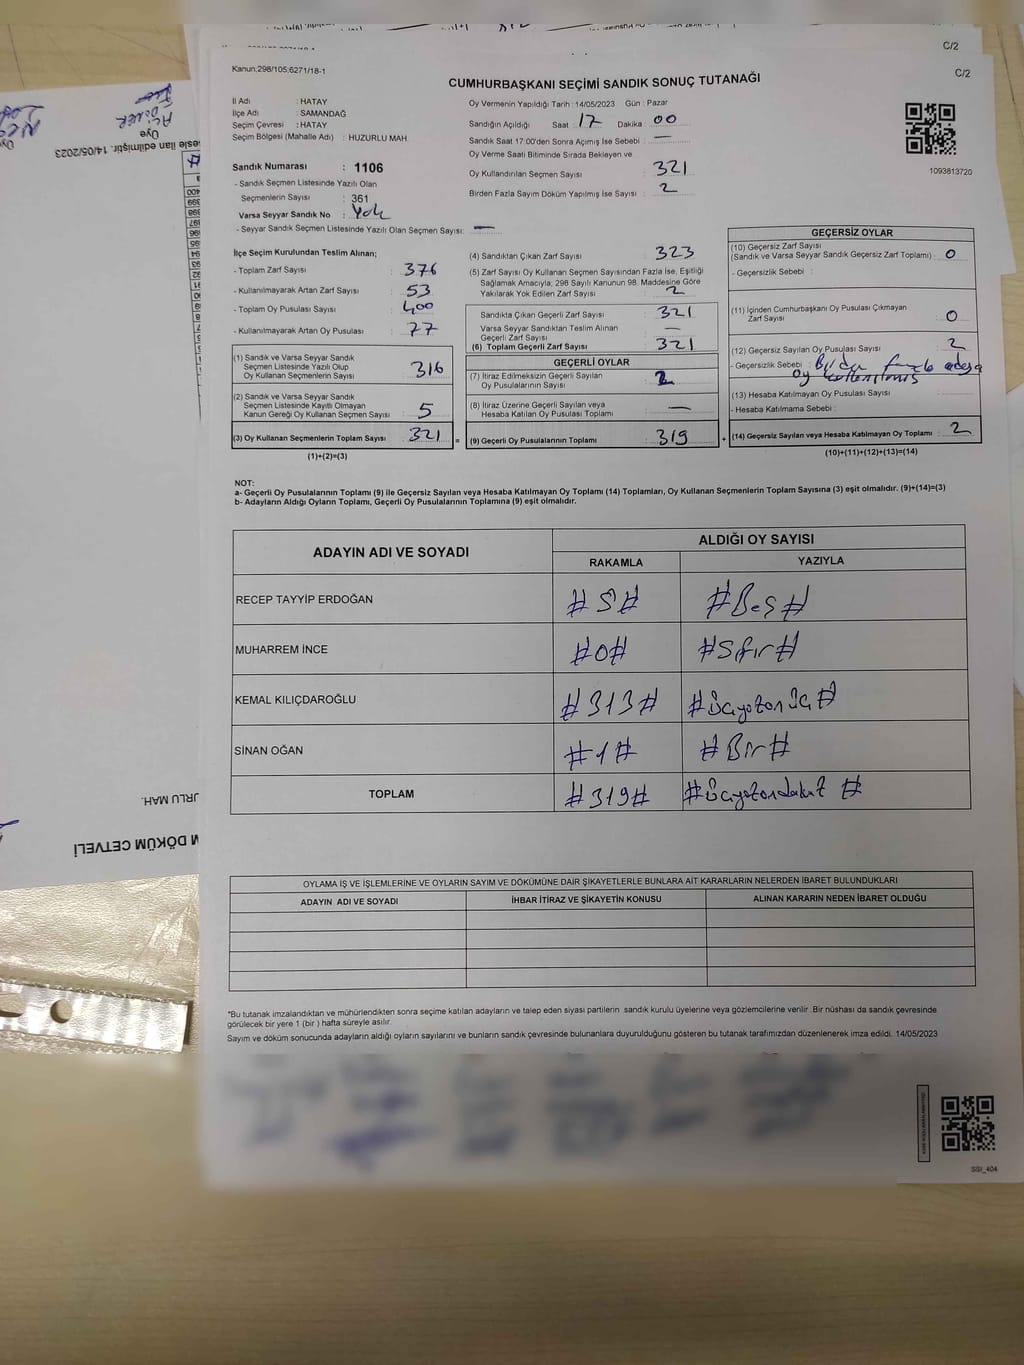 C/2
C/2
Kanun;298/105;6271/18-1
CUMHURBAŞKANI SEÇİMİ SANDIK SONUÇ TUTANAĞI
İl Adı : HATAY
İlçe Adı : SAMANDAĞ
Seçim Çevresi : HATAY
Seçim Bölgesi (Mahalle Adı) : HUZURLU MAH
Oy Vermenin Yapıldığı Tarih : 14/05/2023 Gün : Pazar
Sandığın Açıldığı Saat : 17 Dakika : 00
Sandık Saat 17:00'den Sonra Açılmış İse Sebebi : —
Oy Verme Saati Bitiminde Sırada Bekleyen ve
Oy Kullandırılan Seçmen Sayısı : 321
Birden Fazla Sayım Döküm Yapılmış İse Sayısı : 2
1093813720
Sandık Numarası : 1106
- Sandık Seçmen Listesinde Yazılı Olan
Seçmenlerin Sayısı : 361
Varsa Seyyar Sandık No : Yok
- Seyyar Sandık Seçmen Listesinde Yazılı Olan Seçmen Sayısı: —
İlçe Seçim Kurulundan Teslim Alınan;
- Toplam Zarf Sayısı : 376
- Kullanılmayarak Artan Zarf Sayısı : 53
- Toplam Oy Pusulası Sayısı : 400
- Kullanılmayarak Artan Oy Pusulası : 77
(1) Sandık ve Varsa Seyyar Sandık
Seçmen Listesinde Yazılı Olup
Oy Kullanan Seçmenlerin Sayısı : 316
(2) Sandık ve Varsa Seyyar Sandık
Seçmen Listesinde Kayıtlı Olmayan
Kanun Gereği Oy Kullanan Seçmen Sayısı : 5
(3) Oy Kullanan Seçmenlerin Toplam Sayısı : 321 =
(1)+(2)=(3)
(4) Sandıktan Çıkan Zarf Sayısı : 323
(5) Zarf Sayısı Oy Kullanan Seçmen Sayısından Fazla İse, Eşitliği
Sağlamak Amacıyla; 298 Sayılı Kanunun 98. Maddesine Göre
Yakılarak Yok Edilen Zarf Sayısı : 2
Sandıkta Çıkan Geçerli Zarf Sayısı : 321
Varsa Seyyar Sandıktan Teslim Alınan
Geçerli Zarf Sayısı : —
(6) Toplam Geçerli Zarf Sayısı : 321
GEÇERLİ OYLAR
(7) İtiraz Edilmeksizin Geçerli Sayılan
Oy Pusulalarının Sayısı :
(8) İtiraz Üzerine Geçerli Sayılan veya
Hesaba Katılan Oy Pusulası Toplamı : —
(9) Geçerli Oy Pusulalarının Toplamı : 319 +
GEÇERSİZ OYLAR
(10) Geçersiz Zarf Sayısı
(Sandık ve Varsa Seyyar Sandık Geçersiz Zarf Toplamı) : 0
- Geçersizlik Sebebi :
(11) İçinden Cumhurbaşkanı Oy Pusulası Çıkmayan
Zarf Sayısı : 0
(12) Geçersiz Sayılan Oy Pusulası Sayısı : 2
- Geçersizlik Sebebi : Birden fazla adaya
oy kullanılmış
(13) Hesaba Katılmayan Oy Pusulası Sayısı :
- Hesaba Katılmama Sebebi :
(14) Geçersiz Sayılan veya Hesaba Katılmayan Oy Toplamı : 2
(10)+(11)+(12)+(13)=(14)
NOT:
a- Geçerli Oy Pusulalarının Toplamı (9) ile Geçersiz Sayılan veya Hesaba Katılmayan Oy Toplamı (14) Toplamları, Oy Kullanan Seçmenlerin Toplam Sayısına (3) eşit olmalıdır. (9)+(14)=(3)
b- Adayların Aldığı Oyların Toplamı, Geçerli Oy Pusulalarının Toplamına (9) eşit olmalıdır.
ADAYIN ADI VE SOYADI ALDIĞI OY SAYISI
RAKAMLA YAZIYLA
RECEP TAYYİP ERDOĞAN #5# #Beş#
MUHARREM İNCE #0# #Sıfır#
KEMAL KILIÇDAROĞLU #313# #Üçyüzonüç#
SİNAN OĞAN #1# #Bir#
TOPLAM #319# #Üçyüzondokuz#
OYLAMA İŞ VE İŞLEMLERİNE VE OYLARIN SAYIM VE DÖKÜMÜNE DAİR ŞİKAYETLERLE BUNLARA AİT KARARLARIN NELERDEN İBARET BULUNDUKLARI
ADAYIN ADI VE SOYADI İHBAR İTİRAZ VE ŞİKAYETİN KONUSU ALINAN KARARIN NEDEN İBARET OLDUĞU
*Bu tutanak imzalandıktan ve mühürlendikten sonra seçime katılan adayların ve talep eden siyasi partilerin sandık kurulu üyelerine veya gözlemcilerine verilir. Bir nüshası da sandık çevresinde
görülecek bir yere 1 (bir ) hafta süreyle asılır.
Sayım ve döküm sonucunda adayların aldığı oyların sayılarını ve bunların sandık çevresinde bulunanlara duyurulduğunu gösteren bu tutanak tarafımızdan düzenlenerek imza edildi. 14/05/2023
SSI_404
M DÖKÜM CETVELİ
URLU MAH.
esle ilan edilmiştir. 14/05/2023
Üye